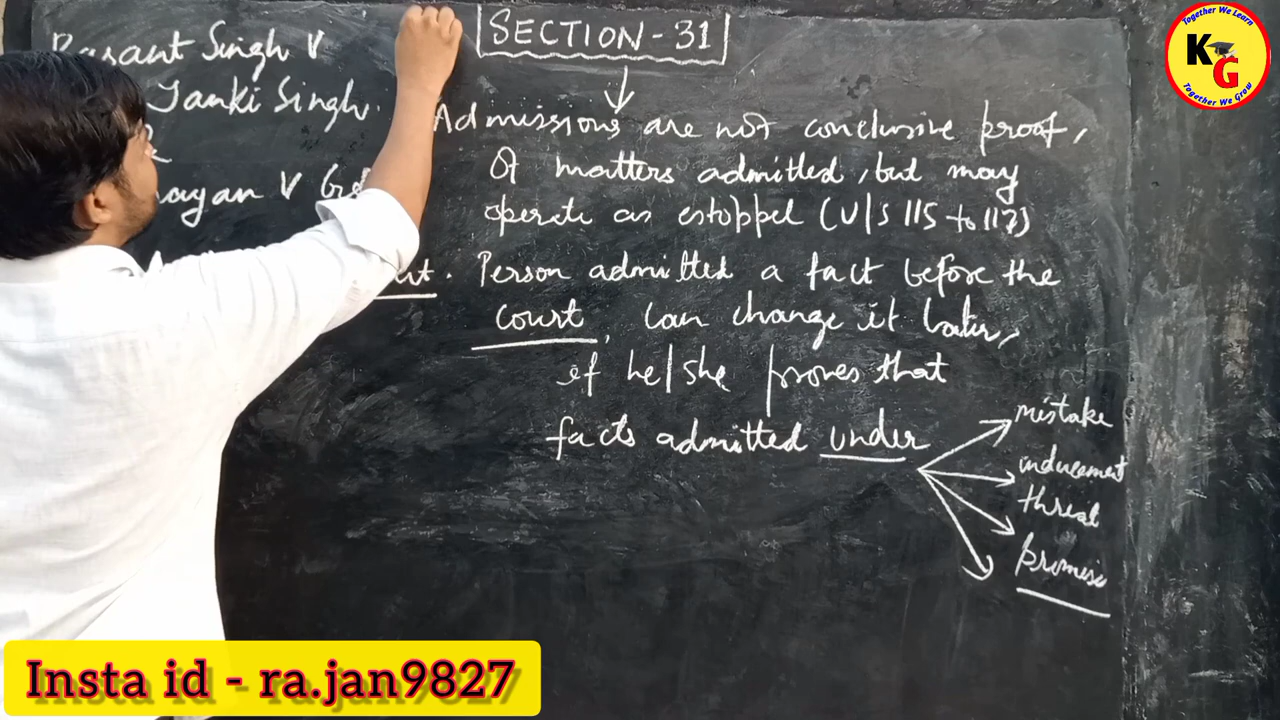 Basant Singh V
Janki Singh.
V
SECTION - 31
Admissions are not conclusive proof,
Of matters admitted, but may
operate as estoppel (U/S 115 to 117)
Person admitted a fact before the
court, can change it later,
if he/she proves that
facts admitted under
mistake
inducement
threat
promise
Together We Learn
KG
Together We Grow
Insta id - ra.jan9827